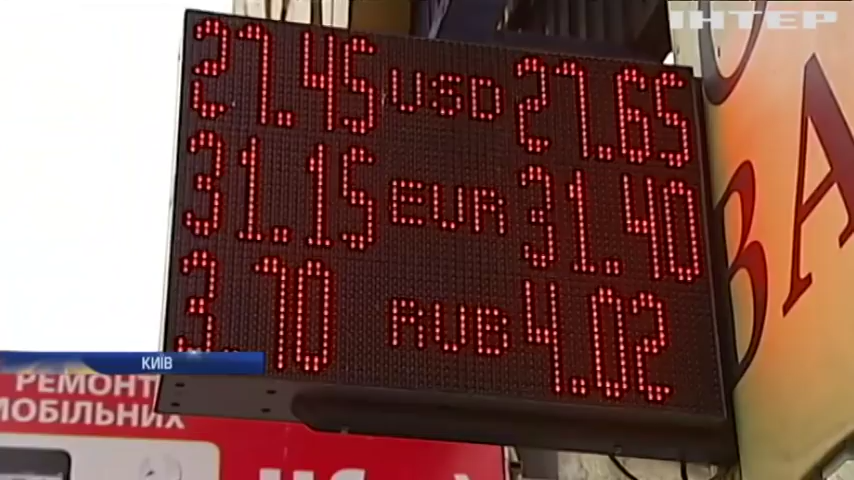 ІНТЕР
27.45 USD 27.65
31.15 EUR 31.40
3.70 RUB 4.02
КИЇВ
РЕМОНТ
МОБІЛЬНИХ